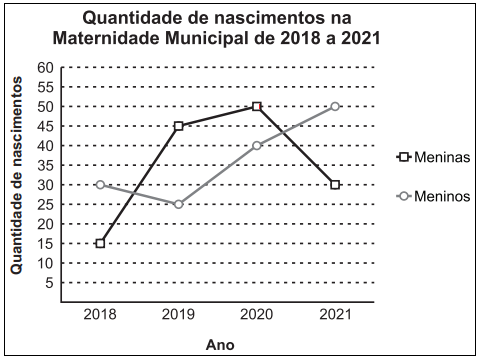 Quantidade de nascimentos na
Maternidade Municipal de 2018 a 2021
Quantidade de nascimentos
60
55
50
45
40
35
30
25
20
15
10
5
2018 2019 2020 2021
Ano
Meninas
Meninos